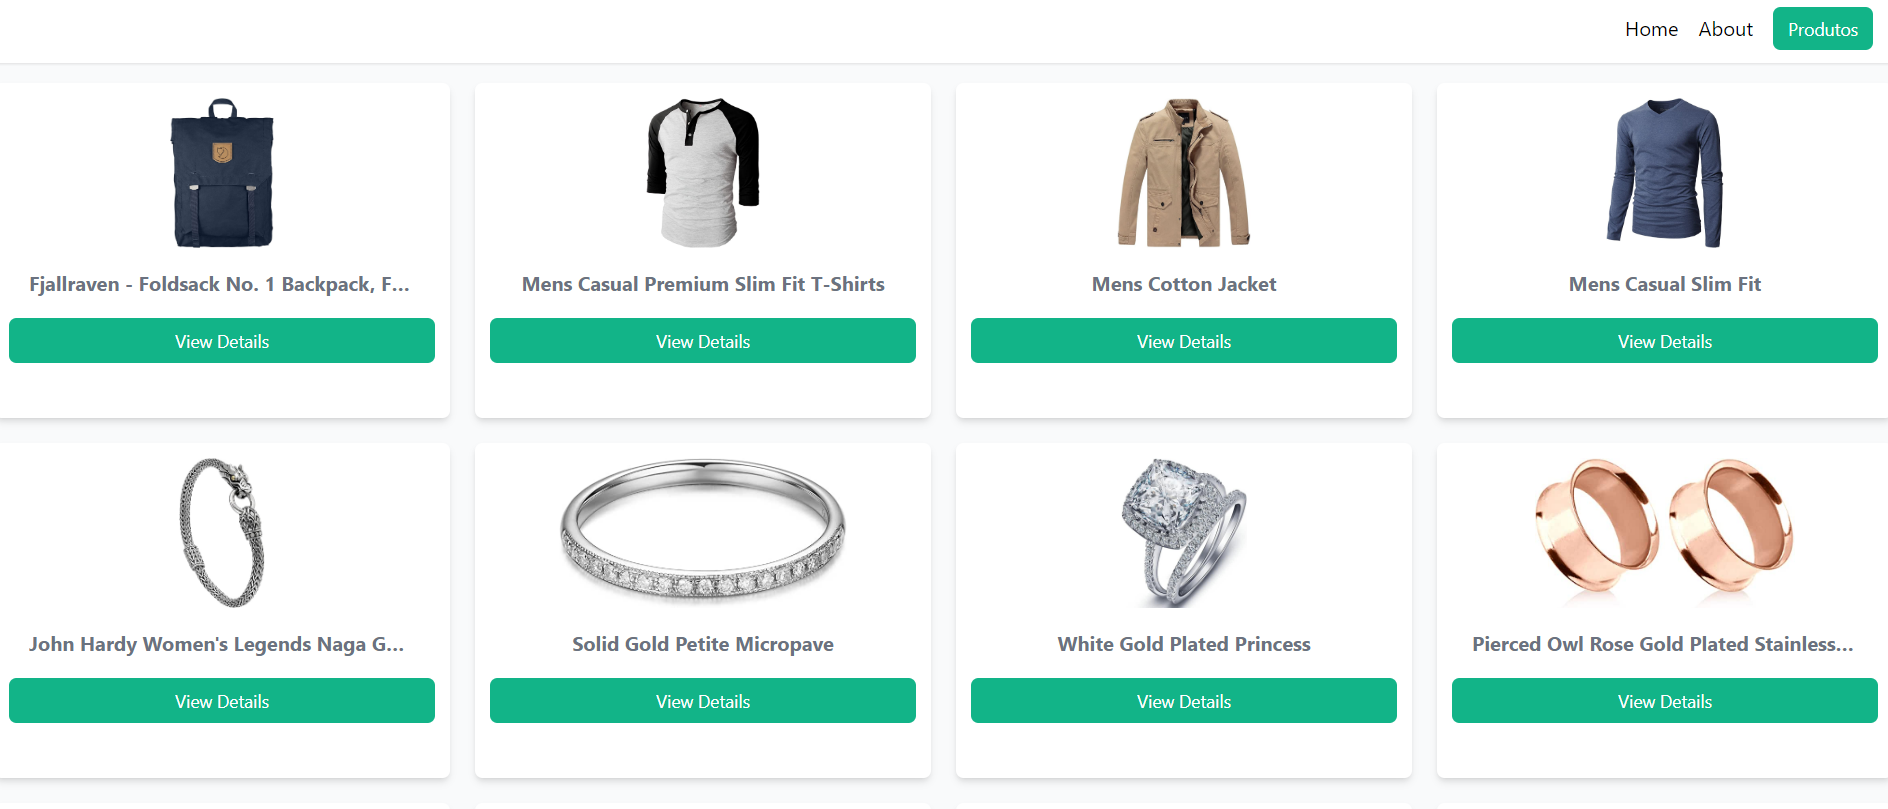 Home About Produtos
Fjallraven - Foldsack No. 1 Backpack, F...
Mens Casual Premium Slim Fit T-Shirts
Mens Cotton Jacket
Mens Casual Slim Fit
View Details
View Details
View Details
View Details
John Hardy Women's Legends Naga G...
Solid Gold Petite Micropave
White Gold Plated Princess
Pierced Owl Rose Gold Plated Stainless...
View Details
View Details
View Details
View Details